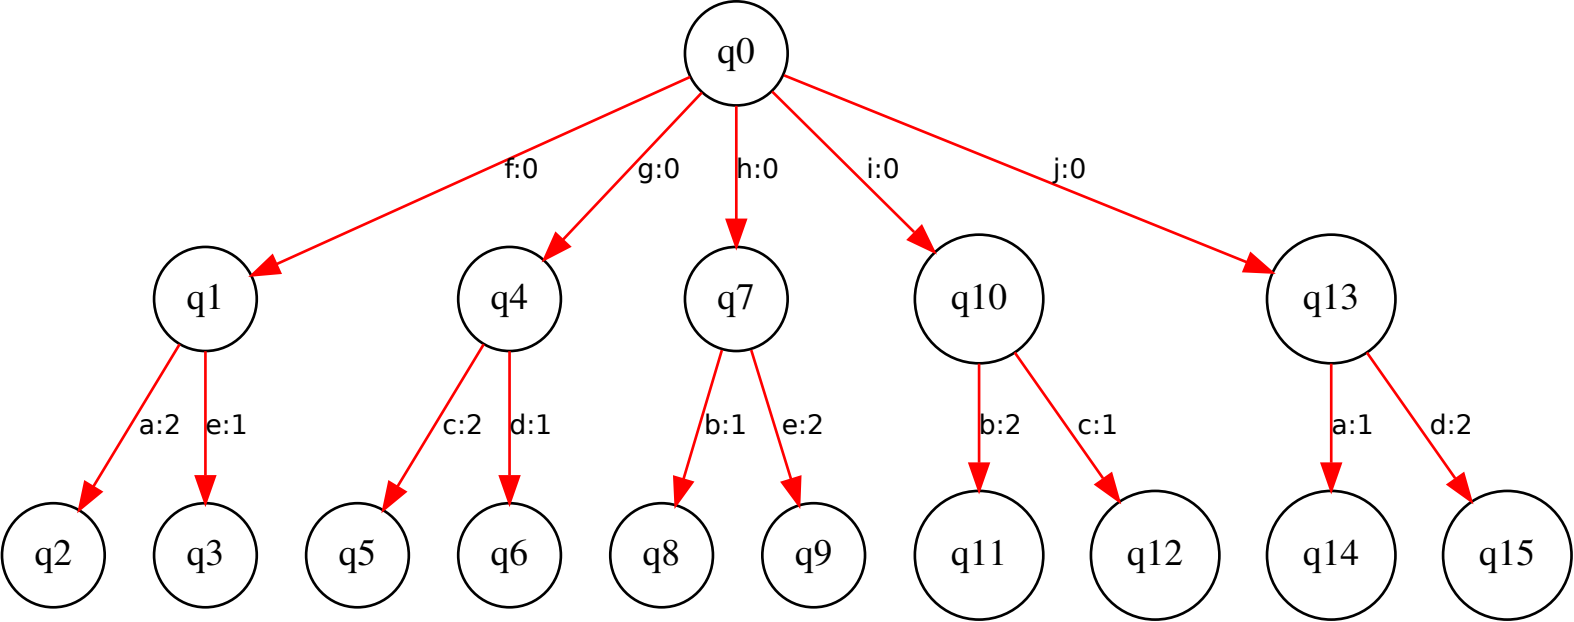 q0
f:0 g:0 h:0 i:0 j:0
q1 q4 q7 q10 q13
a:2 e:1 c:2 d:1 b:1 e:2 b:2 c:1 a:1 d:2
q2 q3 q5 q6 q8 q9 q11 q12 q14 q15